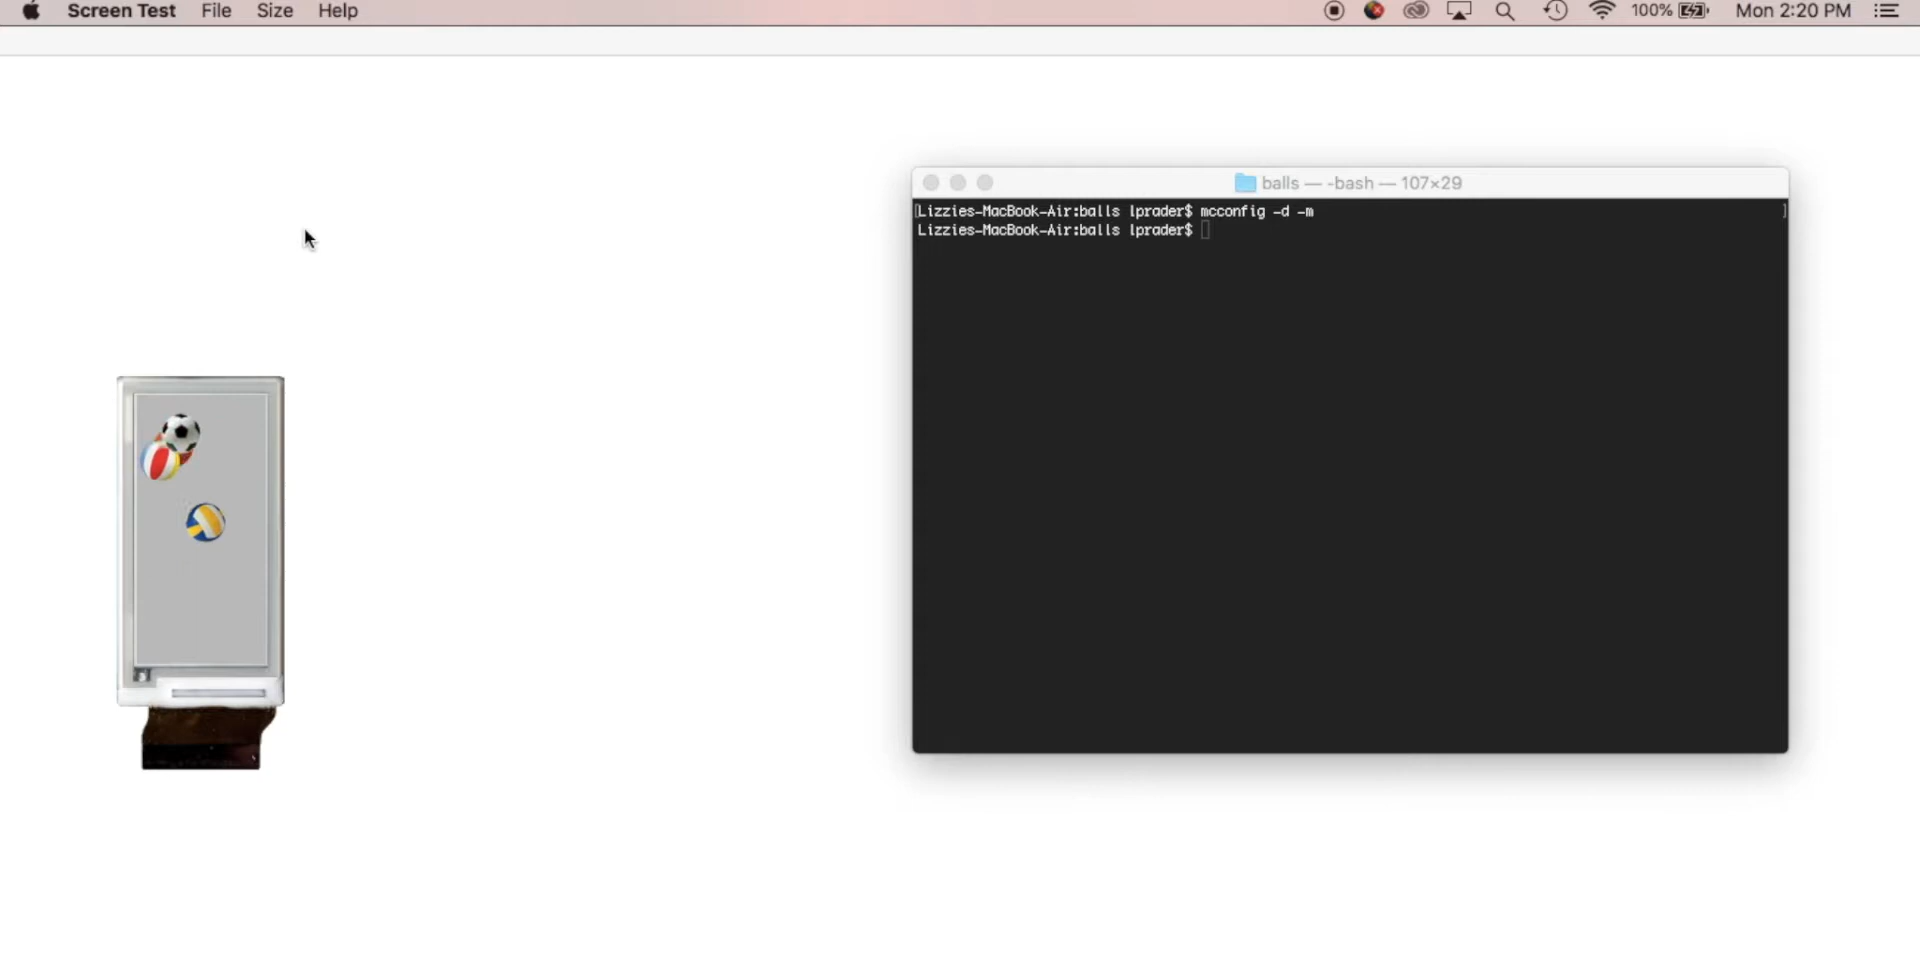 Screen Test File Size Help 100% Mon 2:20 PM
balls — -bash — 107×29
[Lizzies-MacBook-Air:balls lprader$ mcconfig -d -m ]
Lizzies-MacBook-Air:balls lprader$